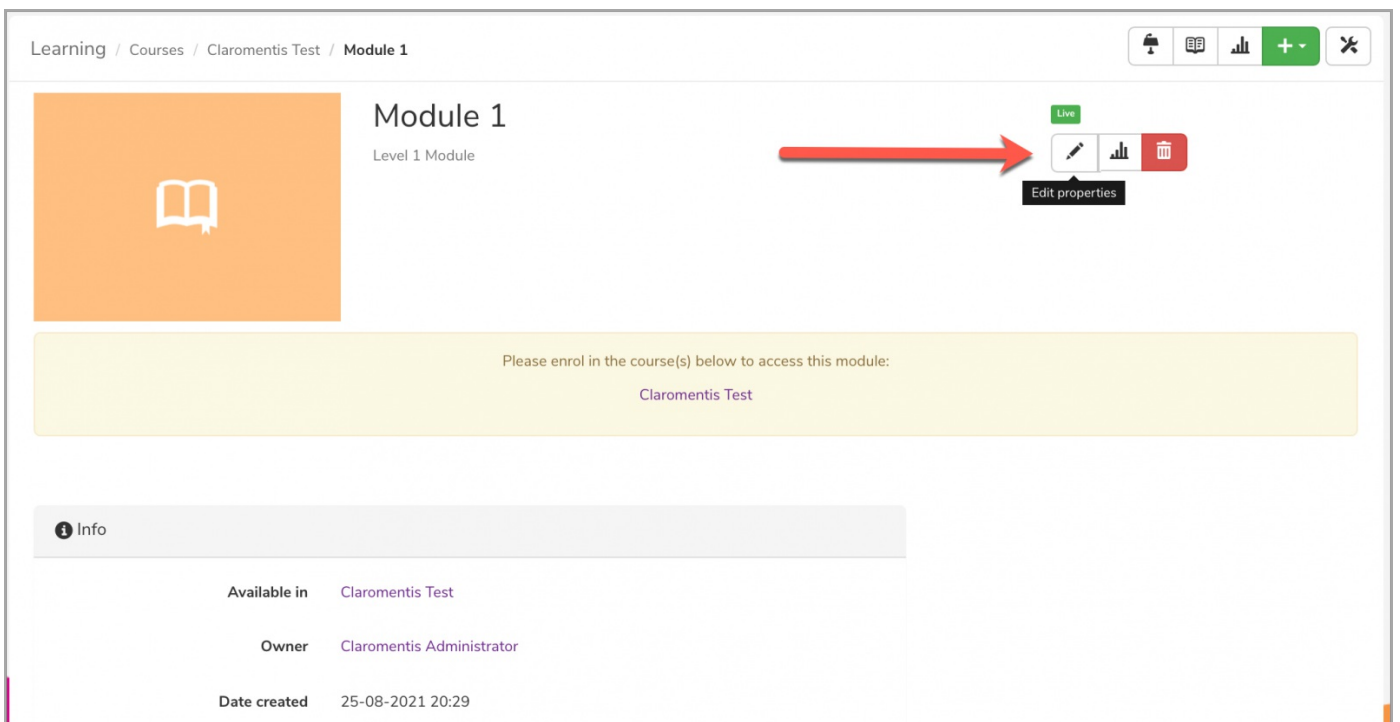 Learning / Courses / Claromentis Test / Module 1
Module 1
Level 1 Module
Live
Edit properties
Please enrol in the course(s) below to access this module:
Claromentis Test
Info
Available in Claromentis Test
Owner Claromentis Administrator
Date created 25-08-2021 20:29